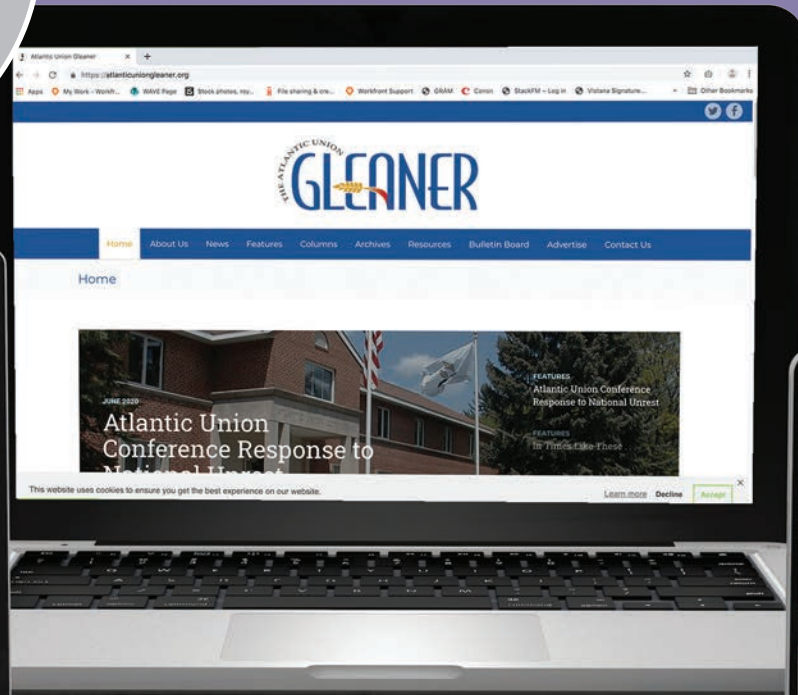 Atlantic Union Gleaner
https://atlanticuniongleaner.org
Apps My Work - Workfr... WAVE Page Stock photos, roy... File sharing & cre... Workfront Support GRAM Canon StackFM – Log in Vistana Signature... Other Bookmarks
THE ATLANTIC UNION
GLEANER
Home About Us News Features Columns Archives Resources Bulletin Board Advertise Contact Us
Home
JUNE 2020
Atlantic Union
Conference Response to
National Unrest
FEATURES
Atlantic Union Conference
Response to National Unrest
FEATURES
In Times Like These . . .
This website uses cookies to ensure you get the best experience on our website.
Learn more Decline Accept